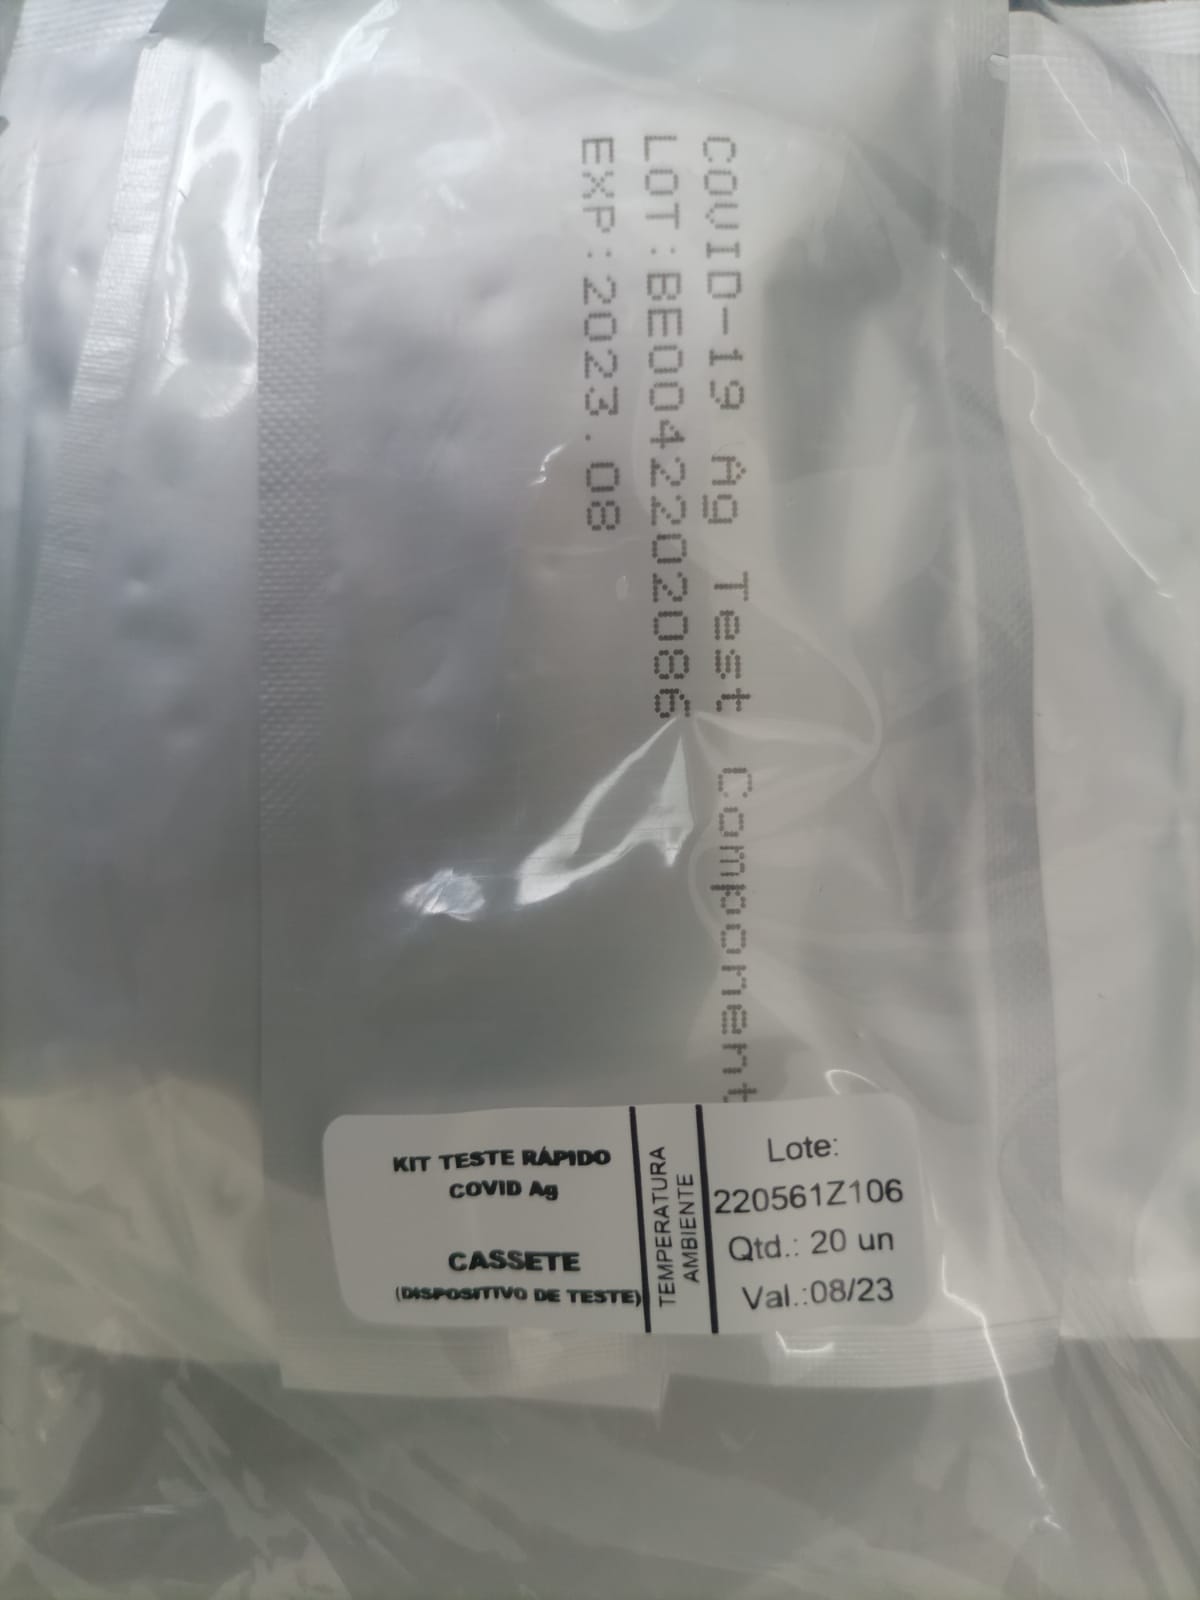 COVID-19 Ag Test Component
LOT:BE0042202086
EXP:2023.08
KIT TESTE RÁPIDO
COVID Ag
CASSETE
(DISPOSITIVO DE TESTE)
TEMPERATURA
AMBIENTE
Lote:
220561Z106
Qtd.: 20 un
Val.:08/23